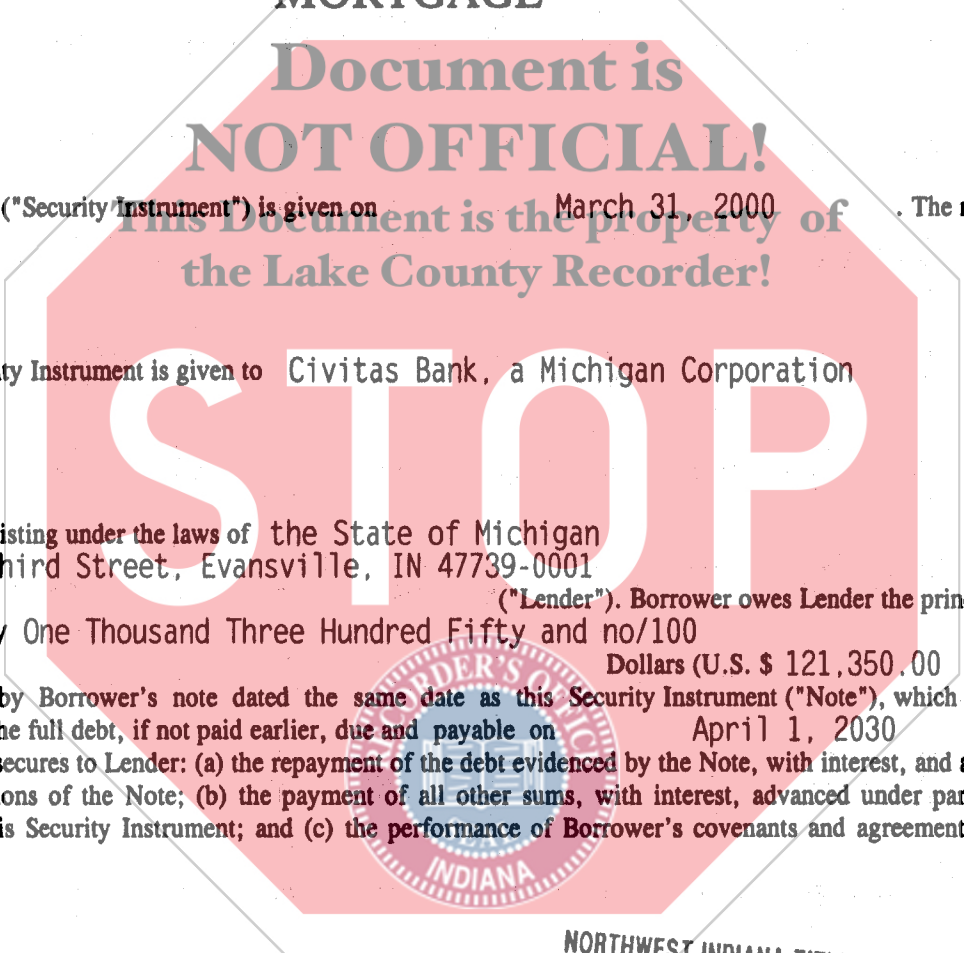 MORTGAGE
Document is
NOT OFFICIAL!
("Security Instrument") is given on March 31, 2000 . The
This Document is the property of
the Lake County Recorder!
ty Instrument is given to Civitas Bank, a Michigan Corporation
STOP
isting under the laws of the State of Michigan
hird Street, Evansville, IN 47739-0001
("Lender"). Borrower owes Lender the prin
y One Thousand Three Hundred Fifty and no/100
Dollars (U.S. $ 121,350.00
by Borrower's note dated the same date as this Security Instrument ("Note"), which
he full debt, if not paid earlier, due and payable on April 1, 2030
secures to Lender: (a) the repayment of the debt evidenced by the Note, with interest, and a
ons of the Note; (b) the payment of all other sums, with interest, advanced under par
is Security Instrument; and (c) the performance of Borrower's covenants and agreement
RECORDER'S OFFICE
SEAL
INDIANA
NORTHWEST INDIANA